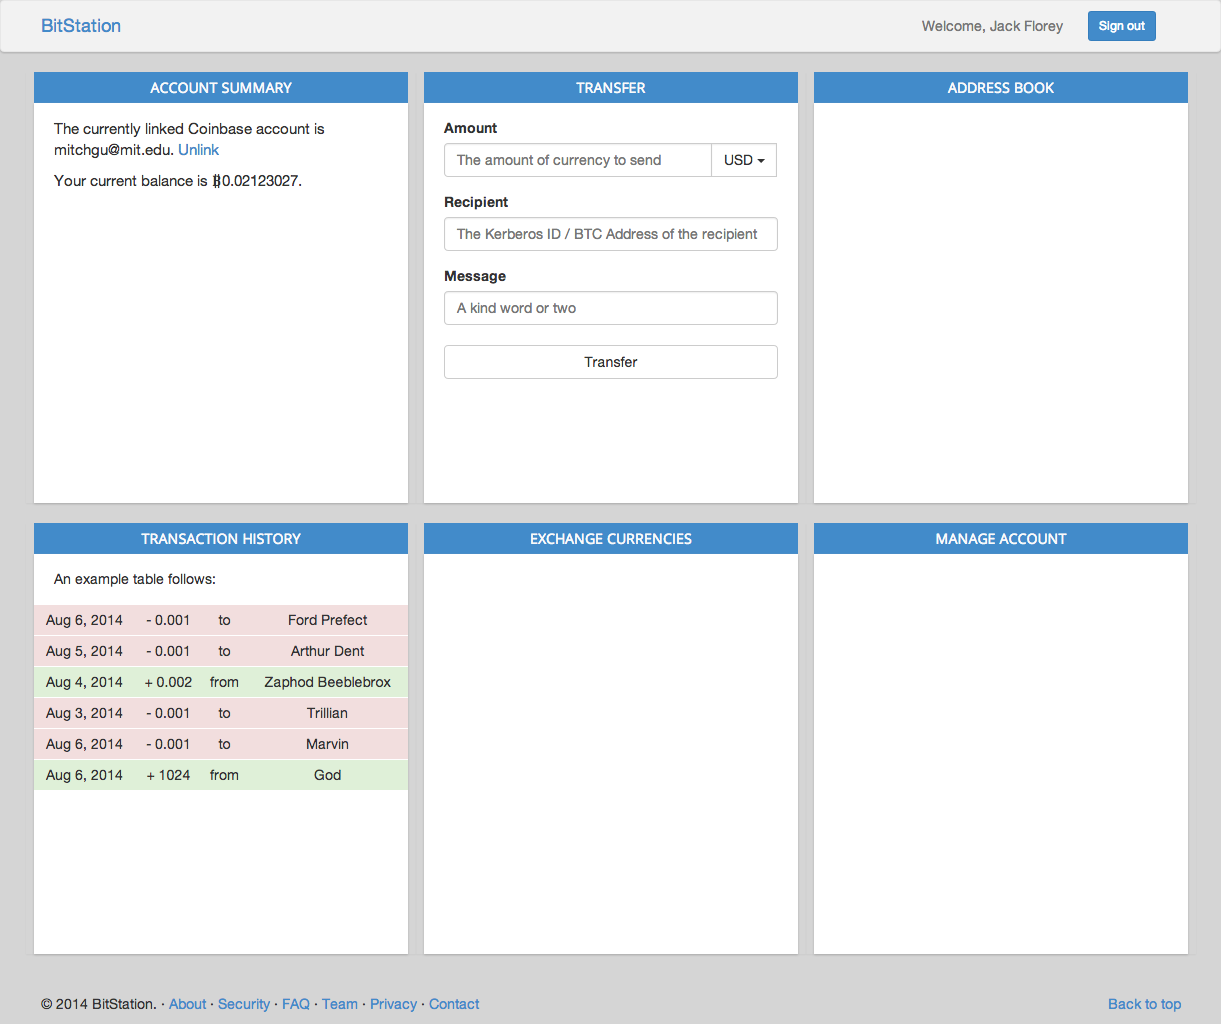 BitStation
Welcome, Jack Florey
Sign out
ACCOUNT SUMMARY
The currently linked Coinbase account is
mitchgu@mit.edu. Unlink
Your current balance is ฿0.02123027.
TRANSFER
Amount
The amount of currency to send
USD
Recipient
The Kerberos ID / BTC Address of the recipient
Message
A kind word or two
Transfer
ADDRESS BOOK
TRANSACTION HISTORY
An example table follows:
Aug 6, 2014 - 0.001 to Ford Prefect
Aug 5, 2014 - 0.001 to Arthur Dent
Aug 4, 2014 + 0.002 from Zaphod Beeblebrox
Aug 3, 2014 - 0.001 to Trillian
Aug 6, 2014 - 0.001 to Marvin
Aug 6, 2014 + 1024 from God
EXCHANGE CURRENCIES
MANAGE ACCOUNT
© 2014 BitStation. · About · Security · FAQ · Team · Privacy · Contact
Back to top